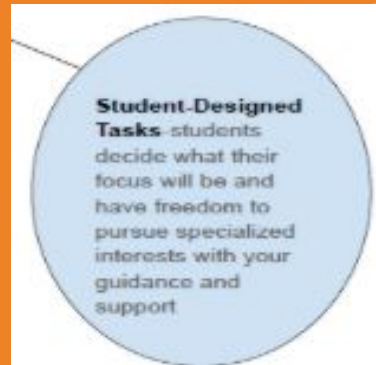 Student-Designed
Tasks-students
decide what their
focus will be and
have freedom to
pursue specialized
interests with your
guidance and
support